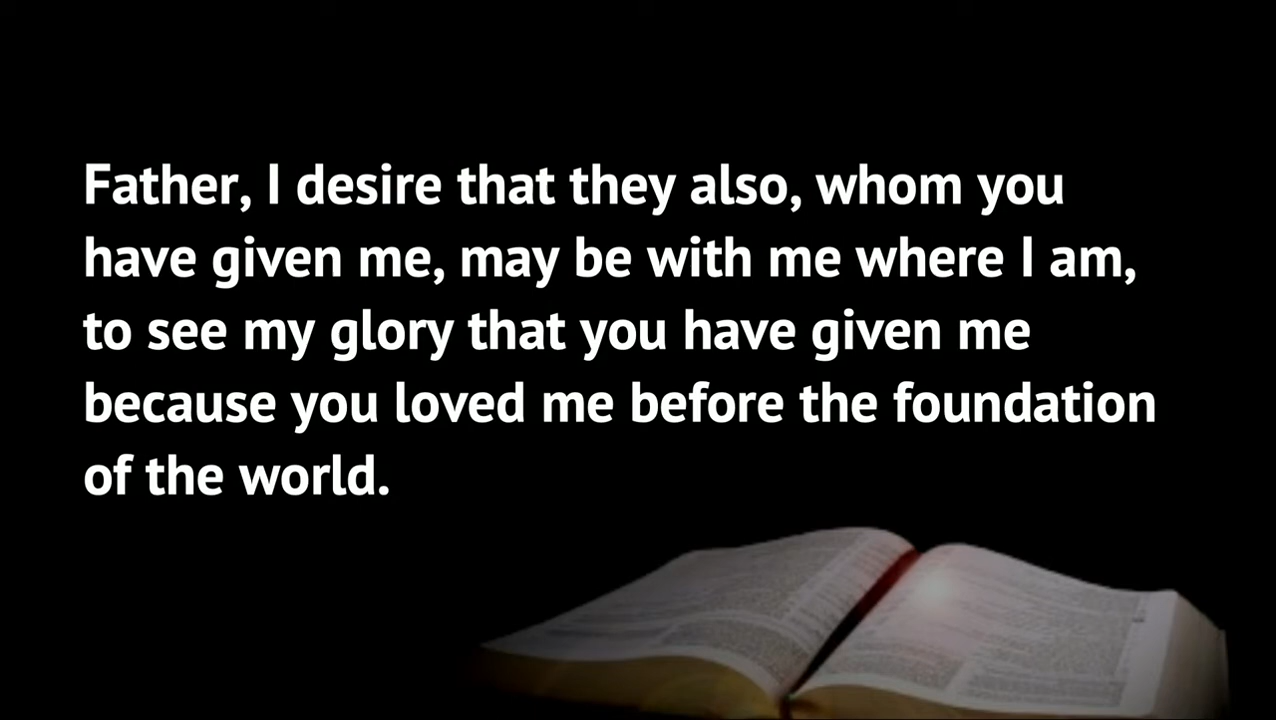 Father, I desire that they also, whom you
have given me, may be with me where I am,
to see my glory that you have given me
because you loved me before the foundation
of the world.